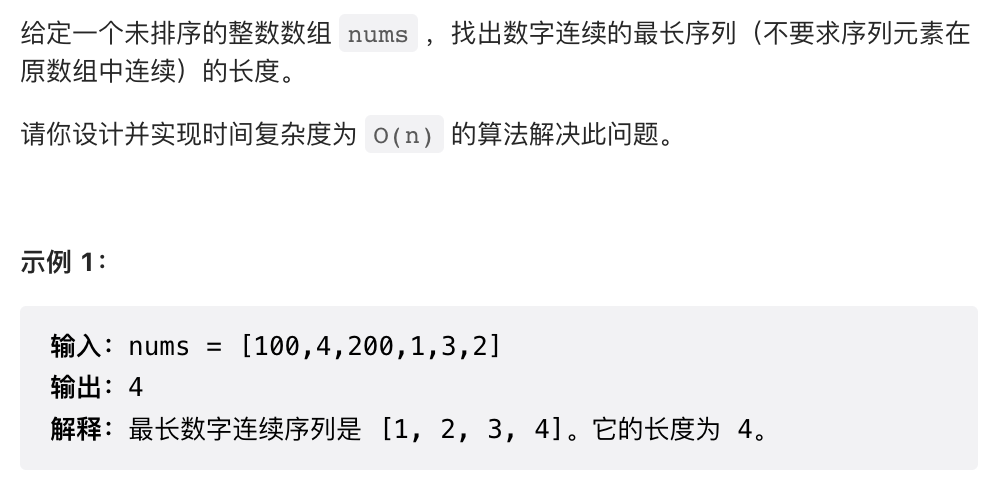 给定一个未排序的整数数组 nums ，找出数字连续的最长序列（不要求序列元素在
原数组中连续）的长度。
请你设计并实现时间复杂度为 O(n) 的算法解决此问题。
示例 1：
输入：nums = [100,4,200,1,3,2]
输出：4
解释：最长数字连续序列是 [1, 2, 3, 4]。它的长度为 4。